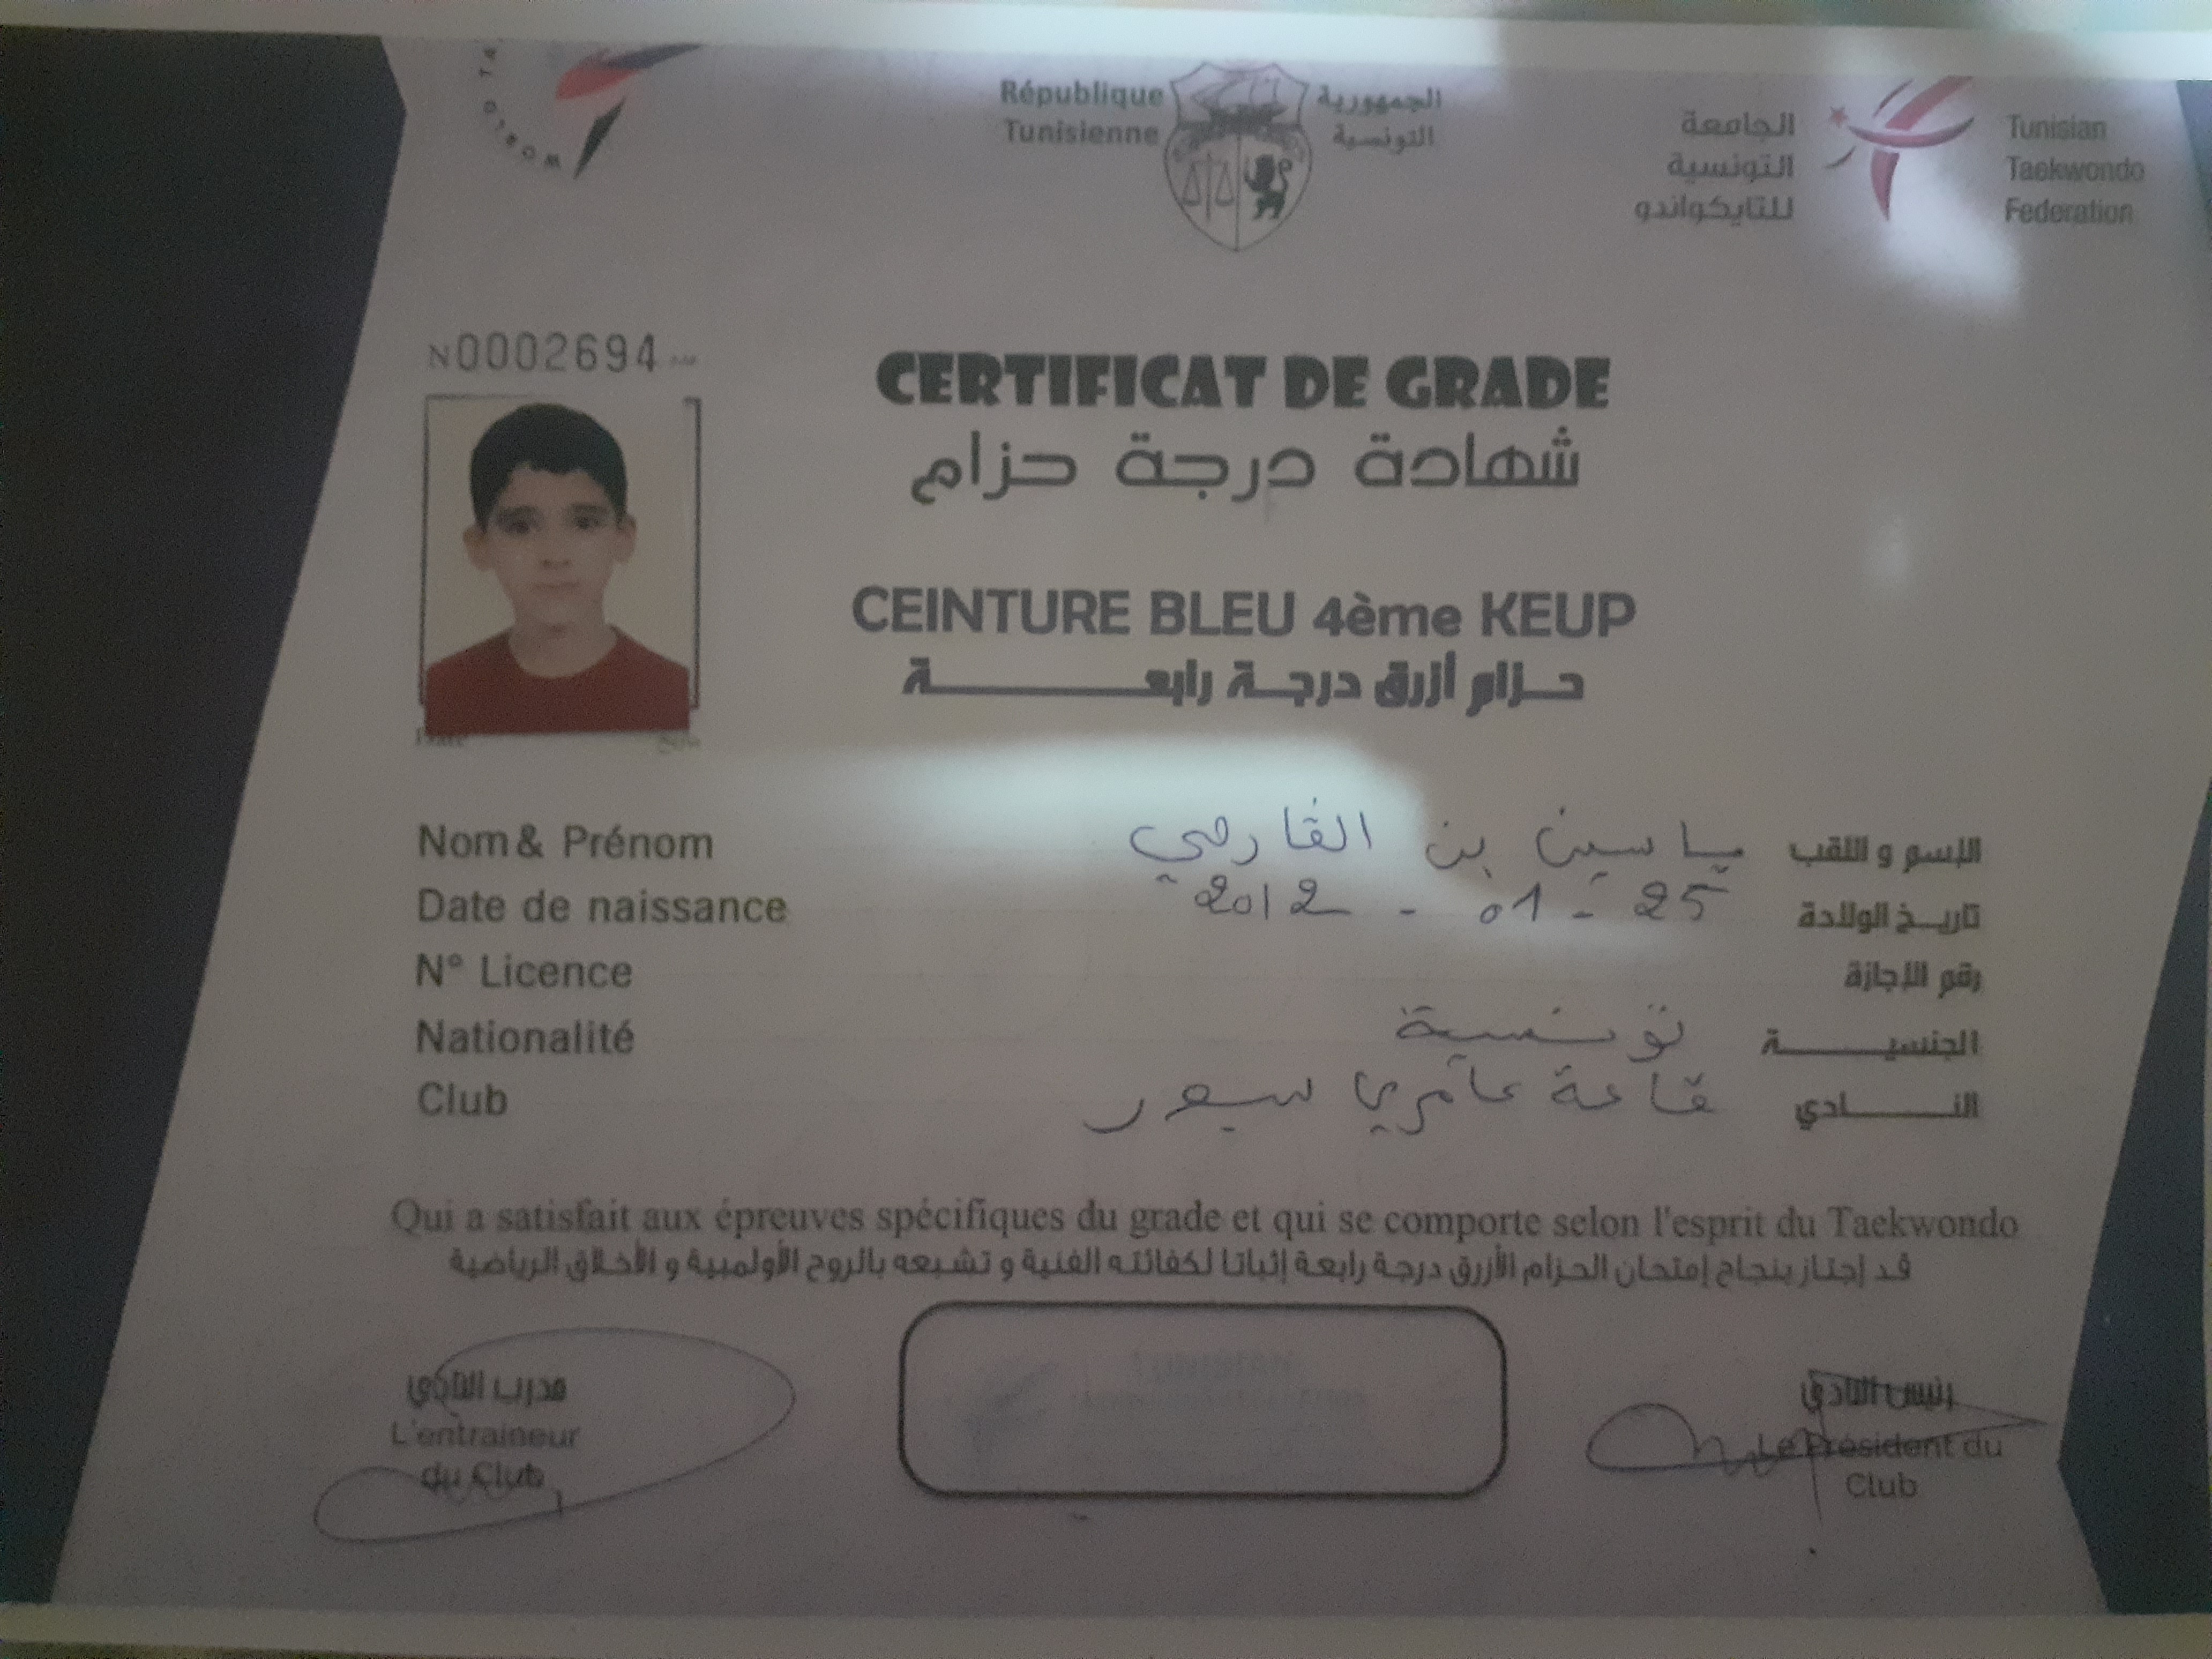 WORLD TA
République
Tunisienne
الجمهورية
التونسية
الجامعة
التونسية
للتايكواندو
Tunisian
Taekwondo
Federation
N0002694
CERTIFICAT DE GRADE
شهادة درجة حزام
CEINTURE BLEU 4ème KEUP
حزام أزرق درجة رابعة
Nom & Prénom ياسين بن الإسم و اللقب
Date de naissance 25 - 01 - 2012 تاريخ الولادة
N° Licence رقم الإجازة
Nationalité تونسية الجنسية
Club قاعة عامري النادي
Qui a satisfait aux épreuves spécifiques du grade et qui se comporte selon l'esprit du Taekwondo
قد إجتاز بنجاح إمتحان الحزام الأزرق درجة رابعة إثباتا لكفائته الفنية و تشبعه بالروح الأولمبية و الأخلاق الرياضية
مدرب النادي
L'entraineur
du Club
رئيس النادي
Le Président du
Club